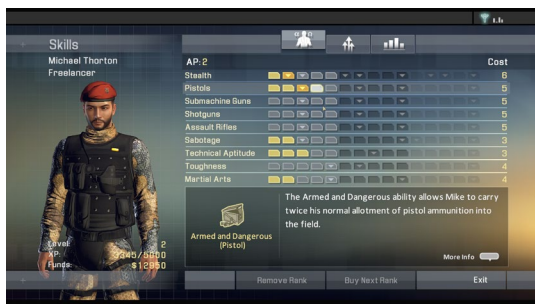 Skills
Michael Thorton
Freelancer
AP: 2 Cost
Stealth 6
Pistols 5
Submachine Guns 5
Shotguns 5
Assault Rifles 5
Sabotage 3
Technical Aptitude 3
Toughness 4
Martial Arts 4
The Armed and Dangerous ability allows Mike to carry
twice his normal allotment of pistol ammunition into
the field.
Armed and Dangerous
(Pistol)
More Info
Level: 2
XP: 3345/5000
Funds: $12950
Remove Rank Buy Next Rank Exit